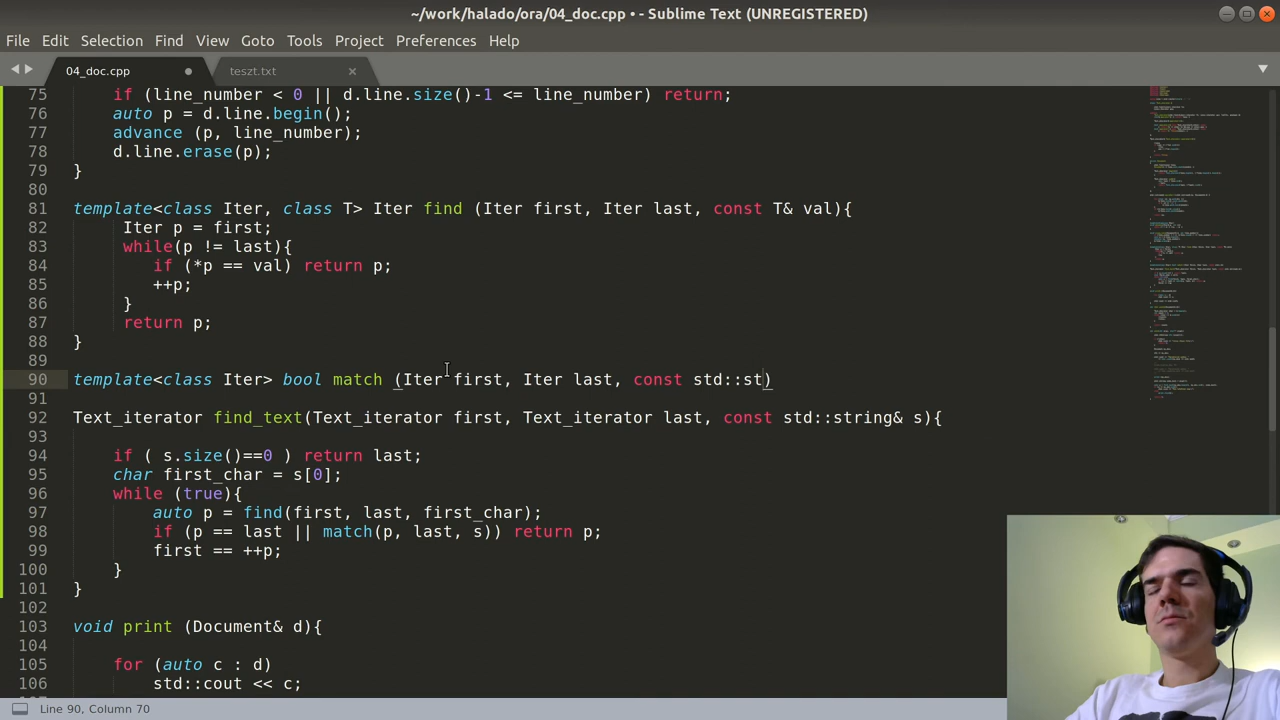 ~/work/halado/ora/04_doc.cpp • - Sublime Text (UNREGISTERED)
File Edit Selection Find View Goto Tools Project Preferences Help
04_doc.cpp teszt.txt
75 if (line_number < 0 || d.line.size()-1 <= line_number) return;
76 auto p = d.line.begin();
77 advance (p, line_number);
78 d.line.erase(p);
79 }
80
81 template<class Iter, class T> Iter find (Iter first, Iter last, const T& val){
82 Iter p = first;
83 while(p != last){
84 if (*p == val) return p;
85 ++p;
86 }
87 return p;
88 }
89
90 template<class Iter> bool match (Iter first, Iter last, const std::st)
91
92 Text_iterator find_text(Text_iterator first, Text_iterator last, const std::string& s){
93
94 if ( s.size()==0 ) return last;
95 char first_char = s[0];
96 while (true){
97 auto p = find(first, last, first_char);
98 if (p == last || match(p, last, s)) return p;
99 first == ++p;
100 }
101 }
102
103 void print (Document& d){
104
105 for (auto c : d)
106 std::cout << c;
Line 90, Column 70